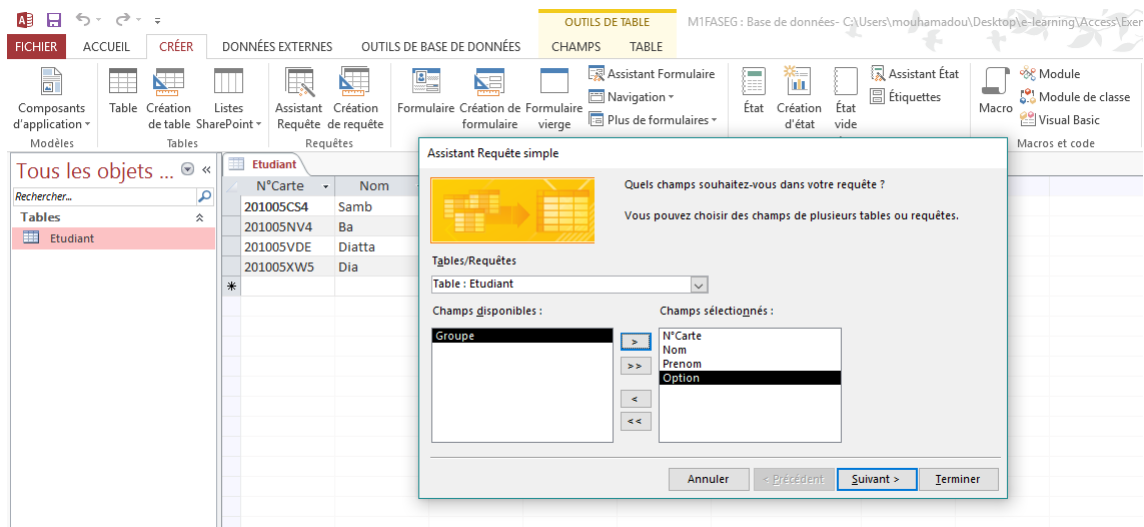 OUTILS DE TABLE
M1FASEG : Base de données- C:\Users\mouhamadou\Desktop\e-learning\Access\Exer
FICHIER ACCUEIL CRÉER DONNÉES EXTERNES OUTILS DE BASE DE DONNÉES CHAMPS TABLE
Composants d'application
Table
Création de table
Listes SharePoint
Assistant Requête
Création de requête
Formulaire
Création de formulaire
Formulaire vierge
Assistant Formulaire
Navigation
Plus de formulaires
État
Création d'état
État vide
Assistant État
Étiquettes
Macro
Module
Module de classe
Visual Basic
Modèles Tables Requêtes Macros et code
Tous les objets ... «
Rechercher...
Tables
Etudiant
Etudiant
N°Carte Nom
201005CS4 Samb
201005NV4 Ba
201005VDE Diatta
201005XW5 Dia
Assistant Requête simple
Quels champs souhaitez-vous dans votre requête ?
Vous pouvez choisir des champs de plusieurs tables ou requêtes.
Tables/Requêtes
Table : Etudiant
Champs disponibles :
Groupe
>
>>
<
<<
Champs sélectionnés :
N°Carte
Nom
Prenom
Option
Annuler < Précédent Suivant > Terminer